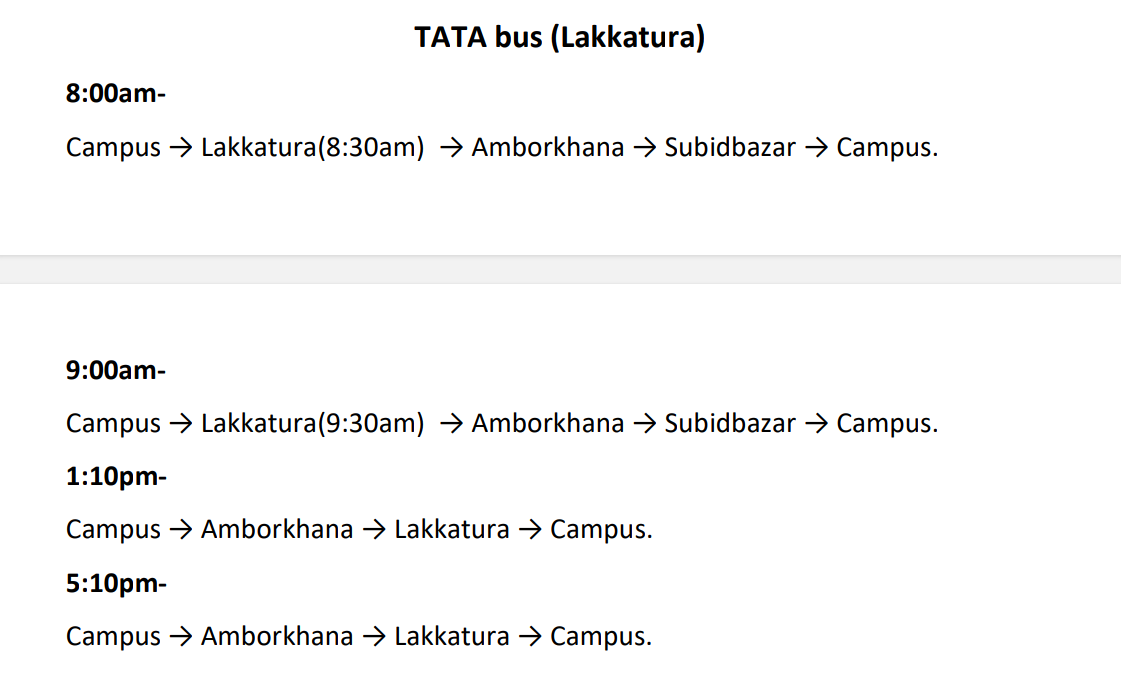 TATA bus (Lakkatura)
8:00am-
Campus → Lakkatura(8:30am) → Amborkhana → Subidbazar → Campus.
9:00am-
Campus → Lakkatura(9:30am) → Amborkhana → Subidbazar → Campus.
1:10pm-
Campus → Amborkhana → Lakkatura → Campus.
5:10pm-
Campus → Amborkhana → Lakkatura → Campus.